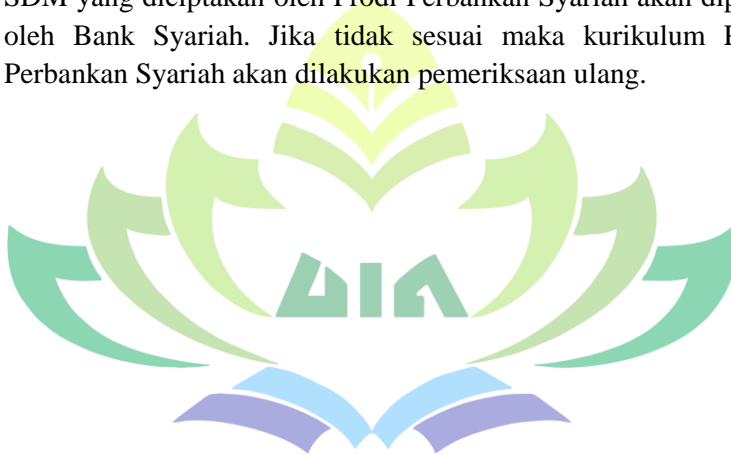 SDM yang diciptakan oleh Prodi Perbankan Syariah akan
oleh Bank Syariah. Jika tidak sesuai maka kurikulum
Perbankan Syariah akan dilakukan pemeriksaan ulang.
UIN